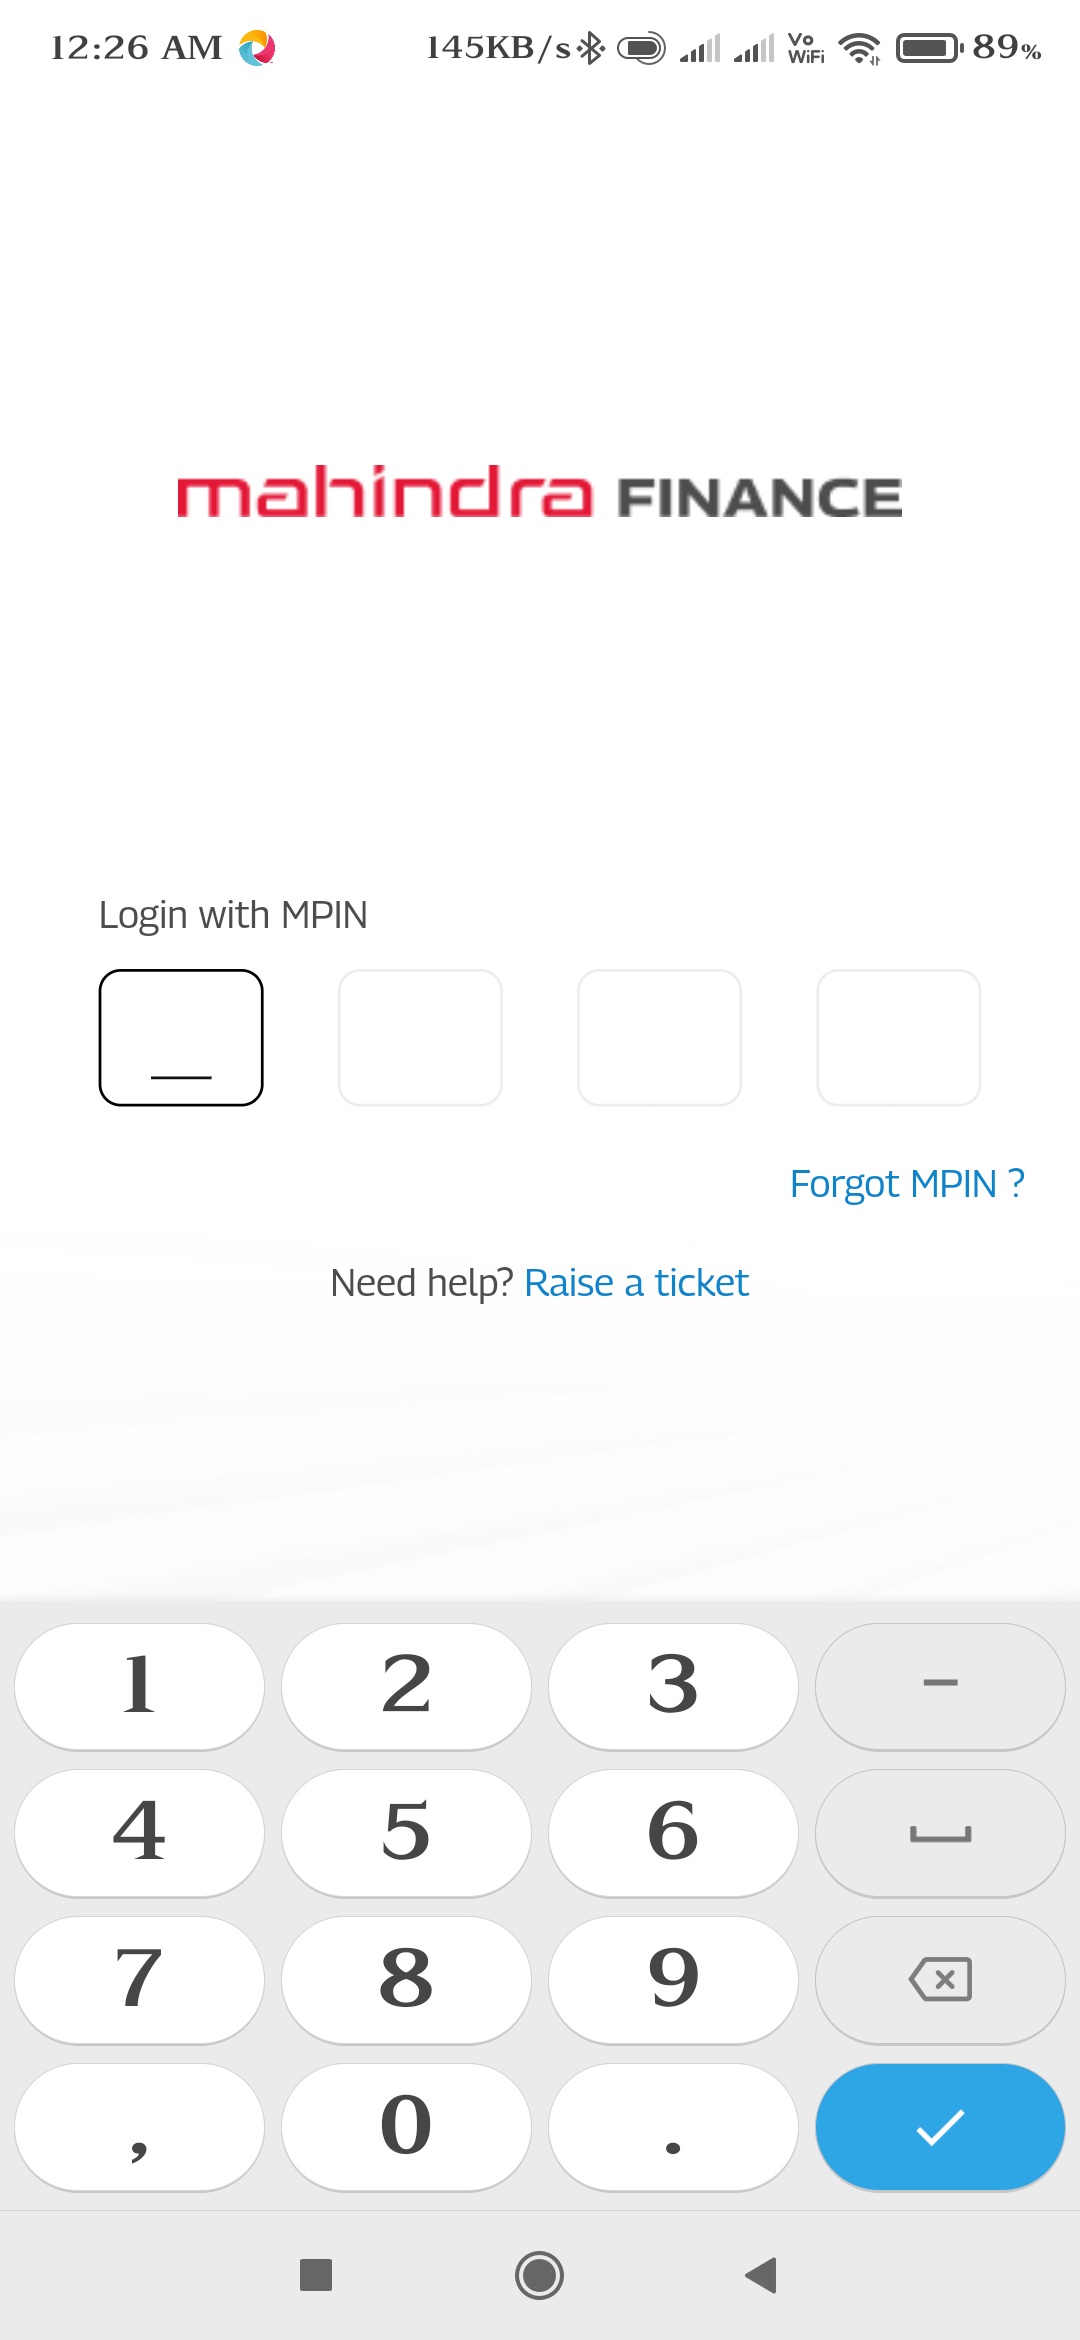 12:26 AM 145KB/s Vo WiFi 89%
mahindra FINANCE
Login with MPIN
Forgot MPIN ?
Need help? Raise a ticket
1 2 3 –
4 5 6
7 8 9
, 0 .